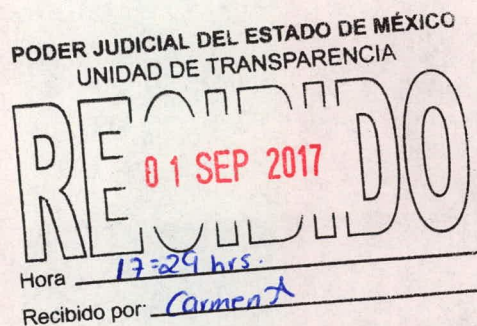 PODER JUDICIAL DEL ESTADO DE MÉXICO
UNIDAD DE TRANSPARENCIA
RECIBIDO
01 SEP 2017
Hora 17=29 hrs.
Recibido por: Carmen A